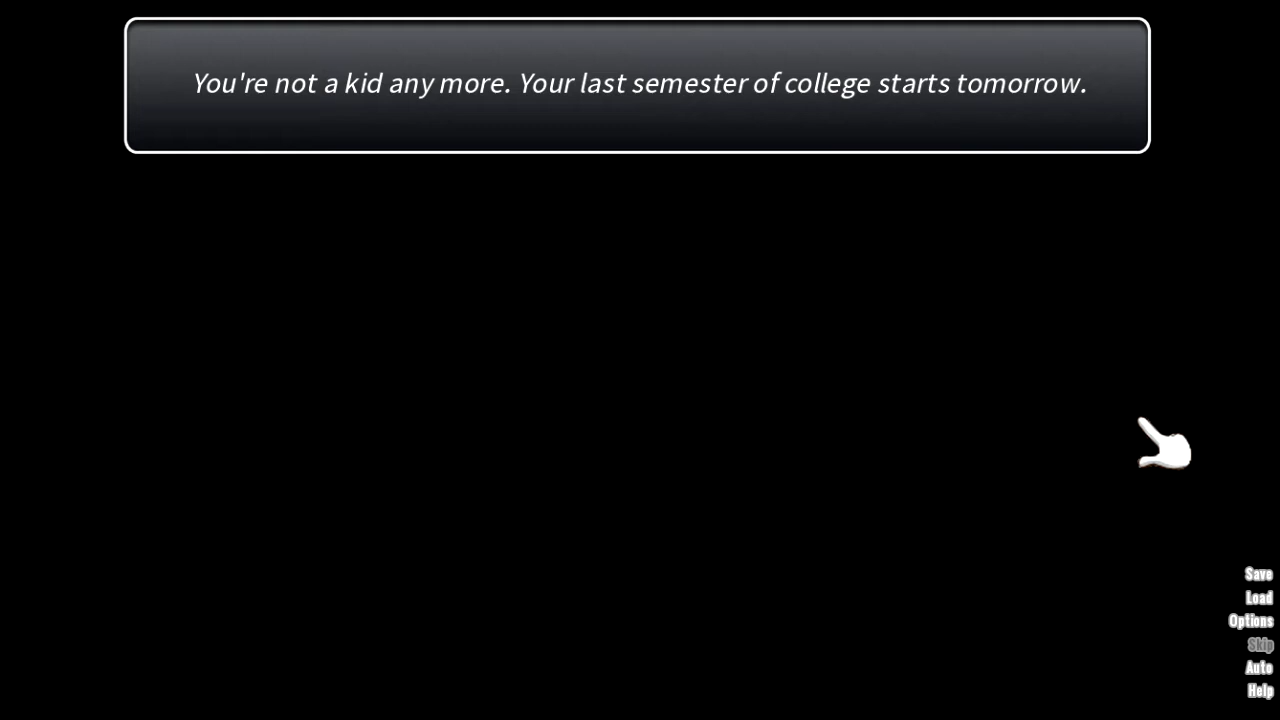 You're not a kid any more. Your last semester of college starts tomorrow.
Save
Load
Options
Skip
Auto
Help